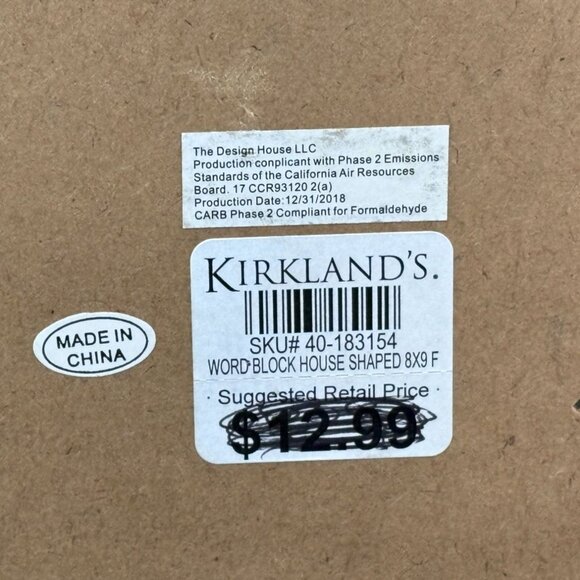 The Design House LLC
Production conplicant with Phase 2 Emissions
Standards of the California Air Resources
Board. 17 CCR93120 2(a)
Production Date:12/31/2018
CARB Phase 2 Compliant for Formaldehyde
KIRKLAND'S.
SKU# 40-183154
WORD BLOCK HOUSE SHAPED 8X9 F
· Suggested Retail Price ·
$12.99
MADE IN
CHINA